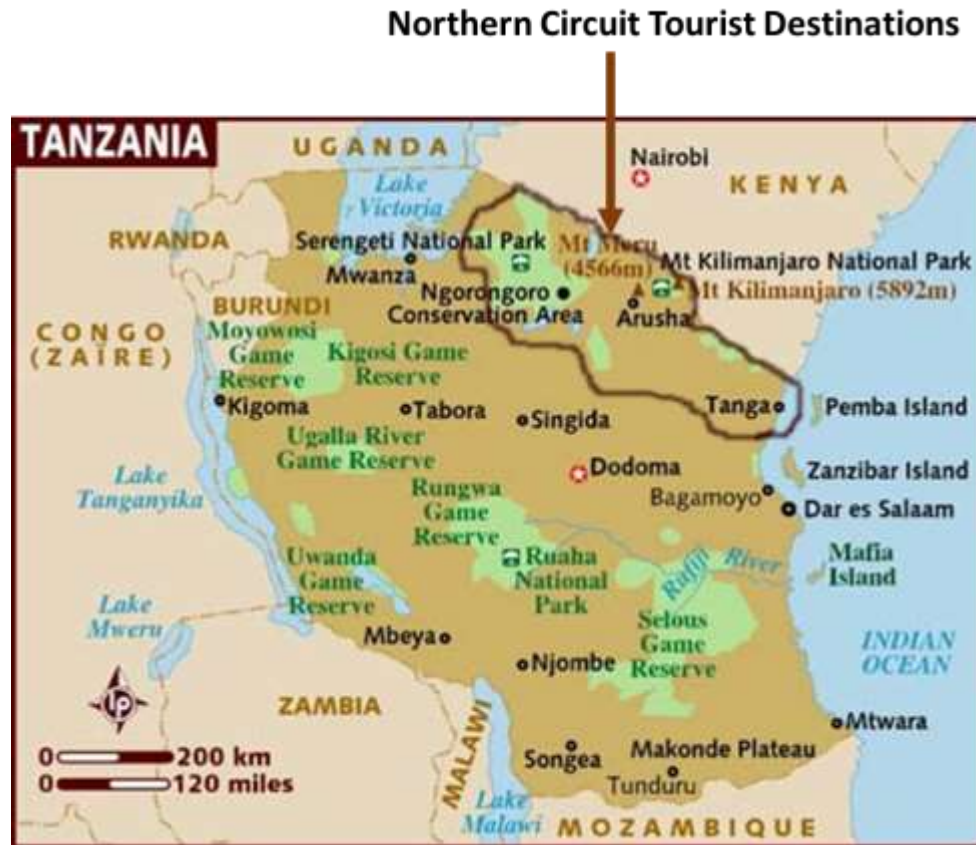 Northern Circuit Tourist Destinations
TANZANIA
UGANDA
Nairobi
KENYA
Lake
Victoria
RWANDA
Serengeti National Park
Mt Meru
(4566m)
Mt Kilimanjaro National Park
Mwanza
Ngorongoro
Mt Kilimanjaro (5892m)
BURUNDI
Conservation Area
Arusha
CONGO
(ZAÏRE)
Moyowosi
Game
Reserve
Kigosi Game
Reserve
Kigoma
Tabora
Singida
Tanga
Pemba Island
Ugalla River
Game Reserve
Dodoma
Zanzibar Island
Lake
Tanganyika
Rungwa
Game
Reserve
Bagamoyo
Dar es Salaam
Uwanda
Game
Reserve
Ruaha
National
Park
Rufiji River
Mafia
Island
Lake
Mweru
Mbeya
Selous
Game
Reserve
INDIAN
OCEAN
Njombe
lp
ZAMBIA
MALAWI
Mtwara
0 200 km
0 120 miles
Songea
Makonde Plateau
Tunduru
Lake
Malawi
MOZAMBIQUE